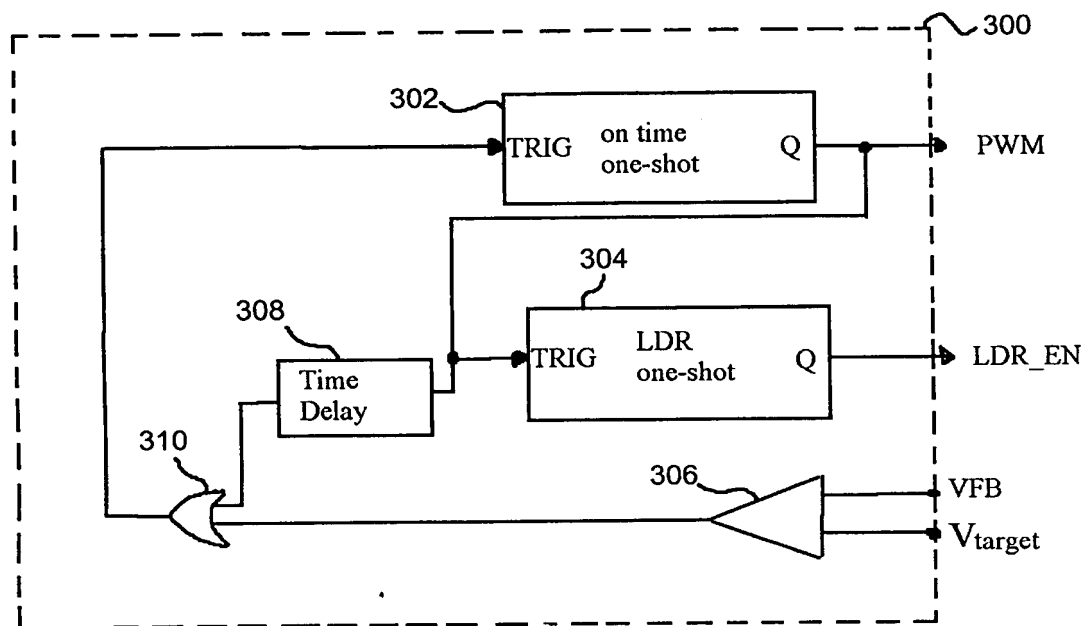 300
302
TRIG
on time
one-shot
Q
PWM
304
308
TRIG
LDR
one-shot
Q
LDR_EN
Time
Delay
310
306
VFB
Vtarget